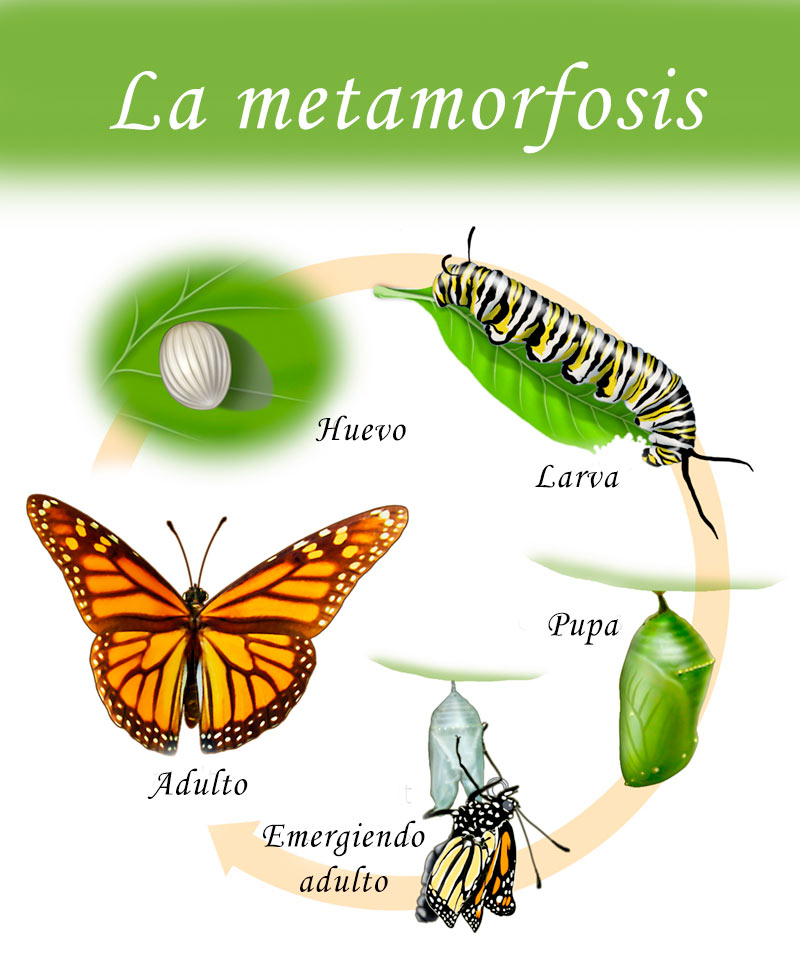 La metamorfosis
Huevo
Larva
Pupa
Emergiendo
adulto
Adulto